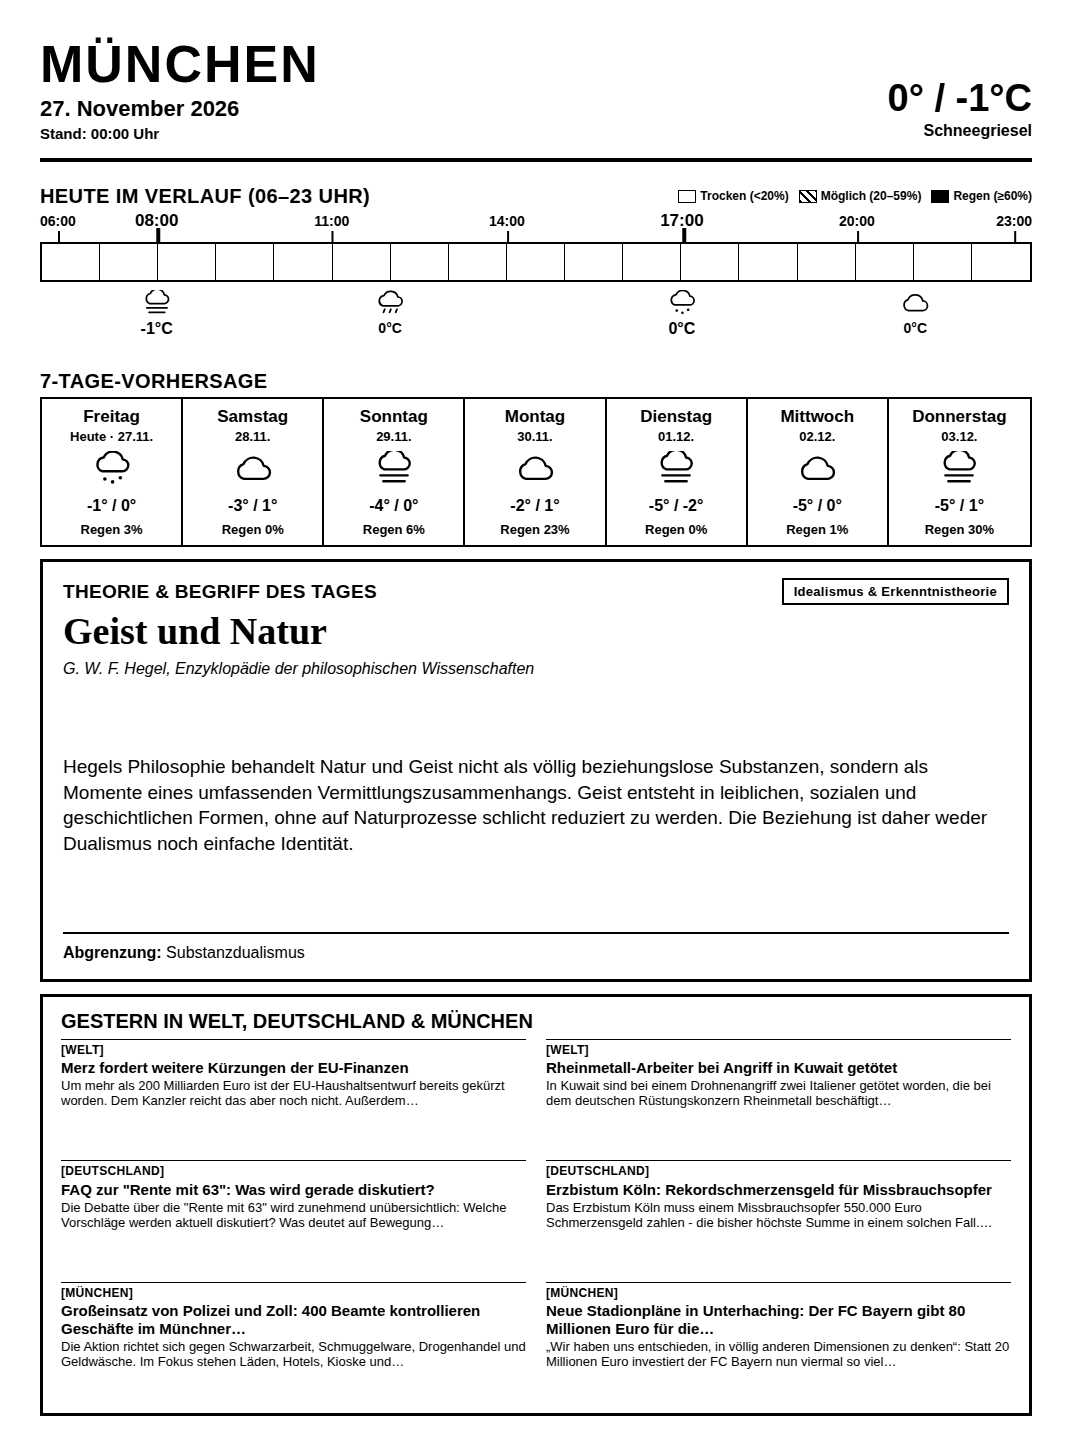 MÜNCHEN
27. November 2026
Stand: 00:00 Uhr
0° / -1°C
Schneegriesel
HEUTE IM VERLAUF (06–23 UHR)
Trocken (<20%) Möglich (20–59%) Regen (≥60%)
06:00 08:00 11:00 14:00 17:00 20:00 23:00
-1°C 0°C 0°C 0°C
7-TAGE-VORHERSAGE
Freitag Samstag Sonntag Montag Dienstag Mittwoch Donnerstag
Heute · 27.11. 28.11. 29.11. 30.11. 01.12. 02.12. 03.12.
-1° / 0° -3° / 1° -4° / 0° -2° / 1° -5° / -2° -5° / 0° -5° / 1°
Regen 3% Regen 0% Regen 6% Regen 23% Regen 0% Regen 1% Regen 30%
THEORIE & BEGRIFF DES TAGES
Idealismus & Erkenntnistheorie
Geist und Natur
G. W. F. Hegel, Enzyklopädie der philosophischen Wissenschaften
Hegels Philosophie behandelt Natur und Geist nicht als völlig beziehungslose Substanzen, sondern als
Momente eines umfassenden Vermittlungszusammenhangs. Geist entsteht in leiblichen, sozialen und
geschichtlichen Formen, ohne auf Naturprozesse schlicht reduziert zu werden. Die Beziehung ist daher weder
Dualismus noch einfache Identität.
Abgrenzung: Substanzdualismus
GESTERN IN WELT, DEUTSCHLAND & MÜNCHEN
[WELT]
Merz fordert weitere Kürzungen der EU-Finanzen
Um mehr als 200 Milliarden Euro ist der EU-Haushaltsentwurf bereits gekürzt
worden. Dem Kanzler reicht das aber noch nicht. Außerdem…
[WELT]
Rheinmetall-Arbeiter bei Angriff in Kuwait getötet
In Kuwait sind bei einem Drohnenangriff zwei Italiener getötet worden, die bei
dem deutschen Rüstungskonzern Rheinmetall beschäftigt…
[DEUTSCHLAND]
FAQ zur "Rente mit 63": Was wird gerade diskutiert?
Die Debatte über die "Rente mit 63" wird zunehmend unübersichtlich: Welche
Vorschläge werden aktuell diskutiert? Was deutet auf Bewegung…
[DEUTSCHLAND]
Erzbistum Köln: Rekordschmerzensgeld für Missbrauchsopfer
Das Erzbistum Köln muss einem Missbrauchsopfer 550.000 Euro
Schmerzensgeld zahlen - die bisher höchste Summe in einem solchen Fall.…
[MÜNCHEN]
Großeinsatz von Polizei und Zoll: 400 Beamte kontrollieren
Geschäfte im Münchner…
Die Aktion richtet sich gegen Schwarzarbeit, Schmuggelware, Drogenhandel und
Geldwäsche. Im Fokus stehen Läden, Hotels, Kioske und…
[MÜNCHEN]
Neue Stadionpläne in Unterhaching: Der FC Bayern gibt 80
Millionen Euro für die…
„Wir haben uns entschieden, in völlig anderen Dimensionen zu denken“: Statt 20
Millionen Euro investiert der FC Bayern nun viermal so viel…